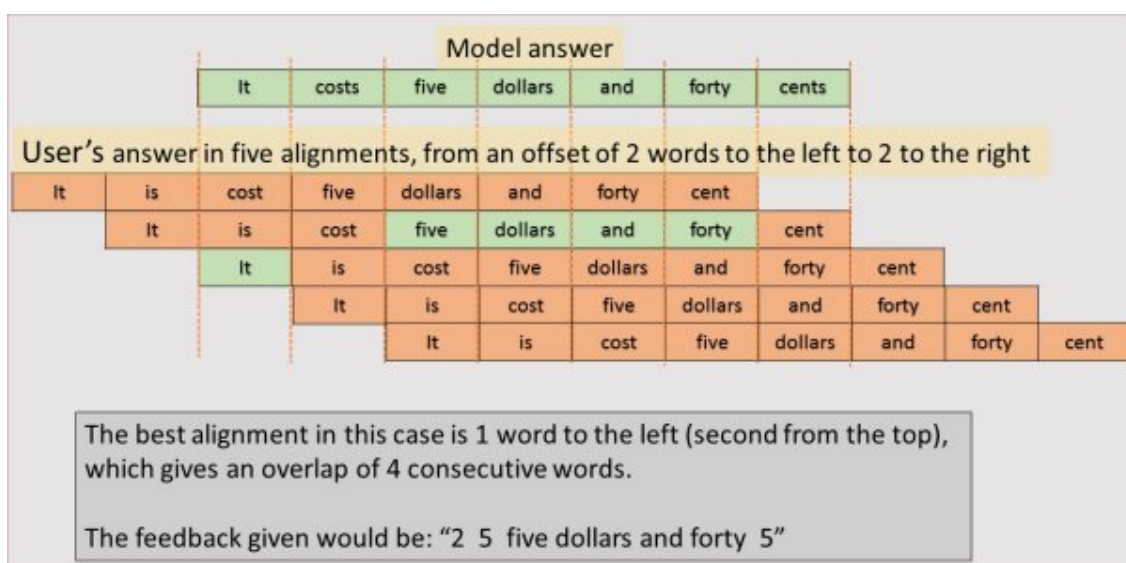 Model answer
It costs five dollars and forty cents
User's answer in five alignments, from an offset of 2 words to the left to 2 to the right
It is cost five dollars and forty cent
It is cost five dollars and forty cent
It is cost five dollars and forty cent
It is cost five dollars and forty cent
It is cost five dollars and forty cent
The best alignment in this case is 1 word to the left (second from the top),
which gives an overlap of 4 consecutive words.
The feedback given would be: “2 5 five dollars and forty 5”